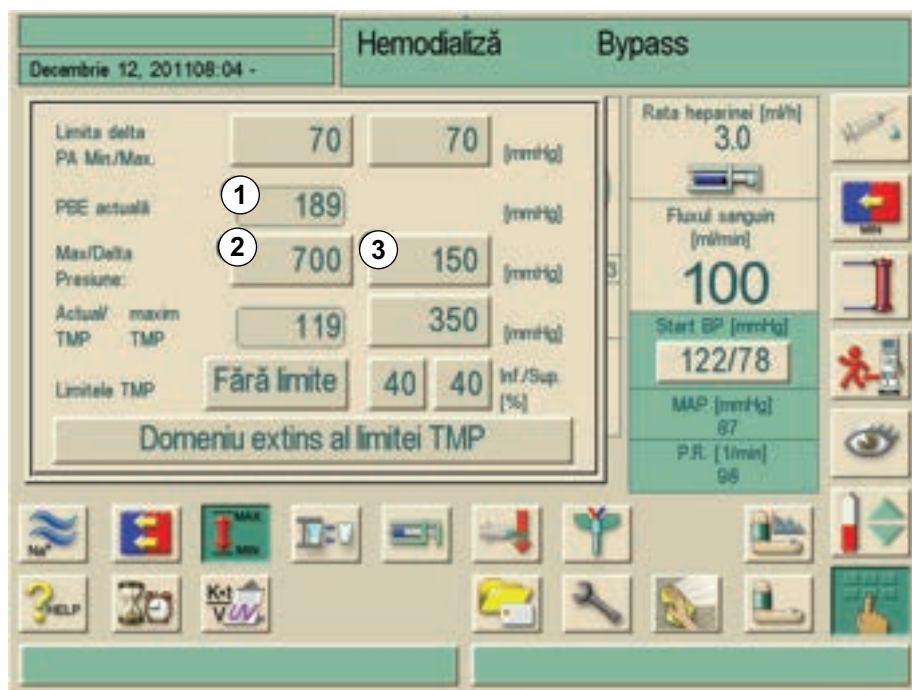 Hemodializă Bypass
Decembrie 12, 201108:04 -
Limita delta
PA Min./Max.
70 70 [mmHg]
1
PBE actuală 189 [mmHg]
2 3
Max/Delta
Presiune: 700 150 [mmHg]
Actual/ maxim
TMP TMP 119 350 [mmHg]
Limitele TMP Fără limite 40 40 Inf./Sup.
[%]
Domeniu extins al limitei TMP
Rata heparinei [ml/h]
3.0
Fluxul sanguin
[ml/min]
100
Start BP [mmHg]
122/78
MAP [mmHg]
87
P.R. [1/min]
98
MIN
Na+
MAX
MIN
HELP
K•t
V UV